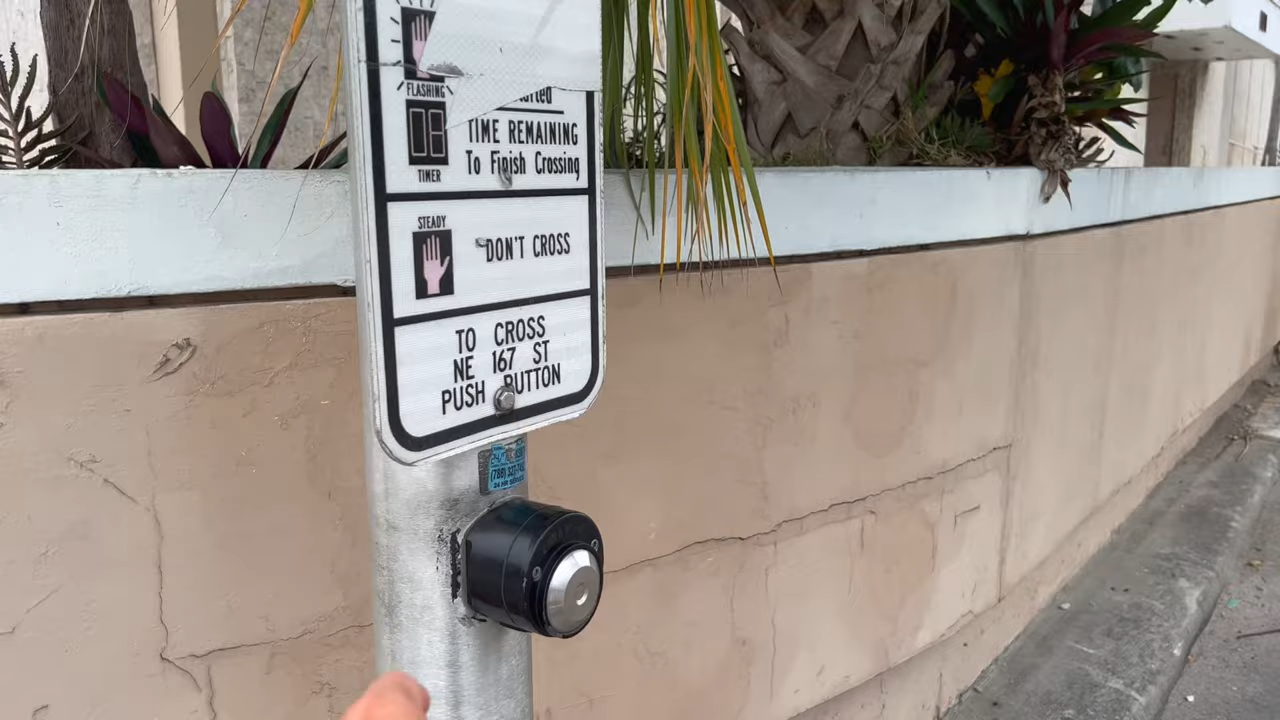 FLASHING
TIMER
TIME REMAINING
To Finish Crossing
STEADY
DON'T CROSS
TO CROSS
NE 167 ST
PUSH BUTTON